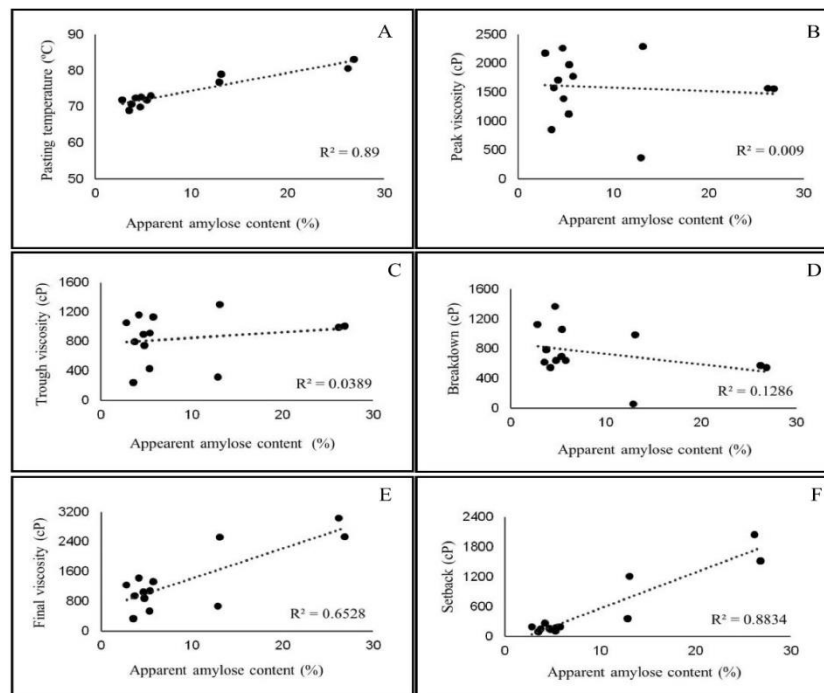 A
Pasting temperature (°C)
90
80
70
60
50
0 10 20 30
R² = 0.89
Apparent amylose content (%)
B
Peak viscosity (cP)
2500
2000
1500
1000
500
0
0 10 20 30
R² = 0.009
Apparent amylose content (%)
C
Trough viscosity (cP)
1600
1200
800
400
0
0 10 20 30
R² = 0.0389
Appearent amylose content (%)
D
Breakdown (cP)
1600
1200
800
400
0
0 10 20 30
R² = 0.1286
Apparent amylose content (%)
E
Final viscosity (cP)
3200
2400
1600
800
0
0 10 20 30
R² = 0.6528
Apparent amylose content (%)
F
Setback (cP)
2400
1800
1200
600
0
0 10 20 30
R² = 0.8834
Apparent amylose content (%)